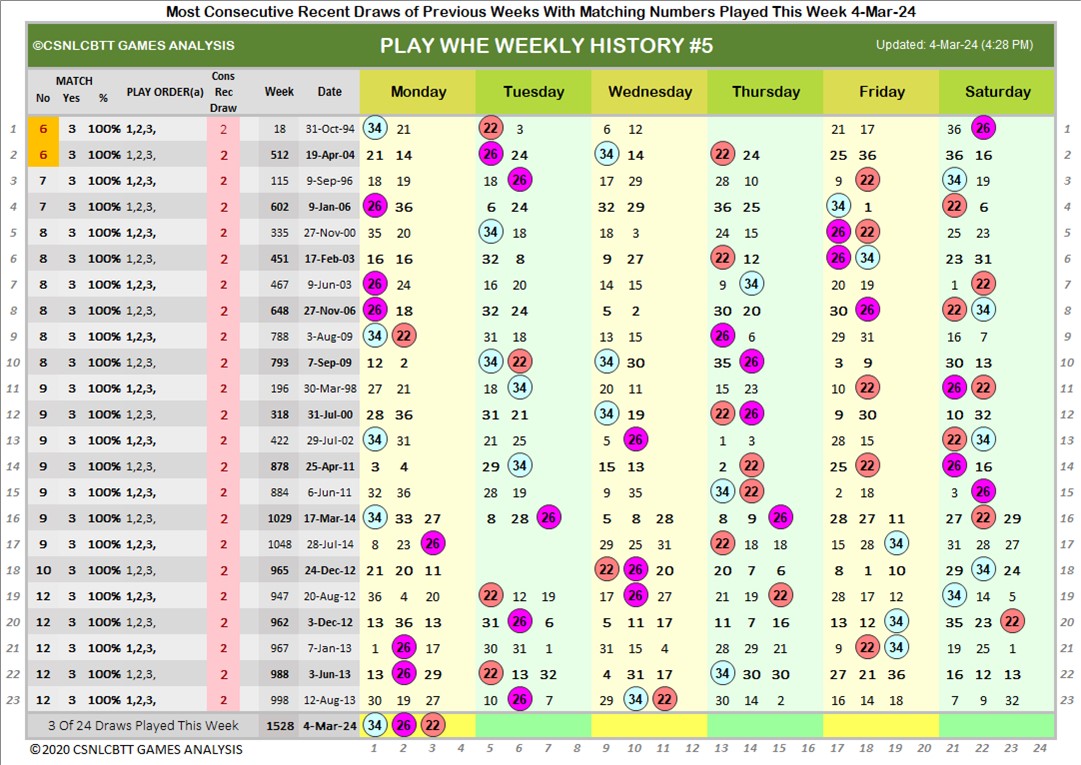 Most Consecutive Recent Draws of Previous Weeks With Matching Numbers Played This Week 4-Mar-24
©CSNLCBTT GAMES ANALYSIS PLAY WHE WEEKLY HISTORY #5 Updated: 4-Mar-24 (4:28 PM)
No MATCH Yes % PLAY ORDER(a) Cons Rec Draw Week Date Monday Tuesday Wednesday Thursday Friday Saturday
1 6 3 100% 1,2,3, 2 18 31-Oct-94 34 21 22 3 6 12 21 17 36 26 1
2 6 3 100% 1,2,3, 2 512 19-Apr-04 21 14 26 24 34 14 22 24 25 36 36 16 2
3 7 3 100% 1,2,3, 2 115 9-Sep-96 18 19 18 26 17 29 28 10 9 22 34 19 3
4 7 3 100% 1,2,3, 2 602 9-Jan-06 26 36 6 24 32 29 36 25 34 1 22 6 4
5 8 3 100% 1,2,3, 2 335 27-Nov-00 35 20 34 18 18 3 24 15 26 22 25 23 5
6 8 3 100% 1,2,3, 2 451 17-Feb-03 16 16 32 8 9 27 22 12 26 34 23 31 6
7 8 3 100% 1,2,3, 2 467 9-Jun-03 26 24 16 20 14 15 9 34 20 19 1 22 7
8 8 3 100% 1,2,3, 2 648 27-Nov-06 26 18 32 24 5 2 30 20 30 26 22 34 8
9 8 3 100% 1,2,3, 2 788 3-Aug-09 34 22 31 18 13 15 26 6 29 31 16 7 9
10 8 3 100% 1,2,3, 2 793 7-Sep-09 12 2 34 22 34 30 35 26 3 9 30 13 10
11 9 3 100% 1,2,3, 2 196 30-Mar-98 27 21 18 34 20 11 15 23 10 22 26 22 11
12 9 3 100% 1,2,3, 2 318 31-Jul-00 28 36 31 21 34 19 22 26 9 30 10 32 12
13 9 3 100% 1,2,3, 2 422 29-Jul-02 34 31 21 25 5 26 1 3 28 15 22 34 13
14 9 3 100% 1,2,3, 2 878 25-Apr-11 3 4 29 34 15 13 2 22 25 22 26 16 14
15 9 3 100% 1,2,3, 2 884 6-Jun-11 32 36 28 19 9 35 34 22 2 18 3 26 15
16 9 3 100% 1,2,3, 2 1029 17-Mar-14 34 33 27 8 28 26 5 8 28 8 9 26 28 27 11 27 22 29 16
17 9 3 100% 1,2,3, 2 1048 28-Jul-14 8 23 26 29 25 31 22 18 18 15 28 34 31 28 27 17
18 10 3 100% 1,2,3, 2 965 24-Dec-12 21 20 11 22 26 20 20 7 6 8 1 10 29 34 24 18
19 12 3 100% 1,2,3, 2 947 20-Aug-12 36 4 20 22 12 19 17 26 27 21 19 22 28 17 12 34 14 5 19
20 12 3 100% 1,2,3, 2 962 3-Dec-12 13 36 13 31 26 6 5 11 17 11 7 16 13 12 34 35 23 22 20
21 12 3 100% 1,2,3, 2 967 7-Jan-13 1 26 17 30 31 1 31 15 4 28 29 21 9 22 34 19 25 1 21
22 12 3 100% 1,2,3, 2 988 3-Jun-13 13 26 29 22 13 32 4 31 17 34 30 30 27 21 36 16 12 13 22
23 12 3 100% 1,2,3, 2 998 12-Aug-13 30 19 27 10 26 7 29 34 22 30 14 2 16 14 18 7 9 32 23
3 Of 24 Draws Played This Week 1528 4-Mar-24 34 26 22
© 2020 CSNLCBTT GAMES ANALYSIS 1 2 3 4 5 6 7 8 9 10 11 12 13 14 15 16 17 18 19 20 21 22 23 24